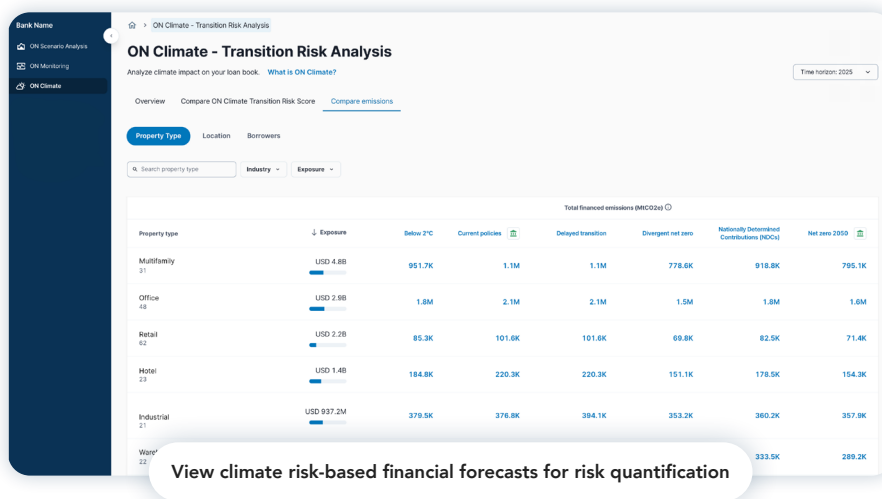 Bank Name
ON Scenario Analysis
ON Monitoring
ON Climate
ON Climate - Transition Risk Analysis
ON Climate - Transition Risk Analysis
Analyze climate impact on your loan book. What is ON Climate?
Time horizon: 2025
Overview Compare ON Climate Transition Risk Score Compare emissions
Property Type Location Borrowers
Search property type Industry Exposure
Total financed emissions (MtCO2e)
Property type ↓ Exposure Below 2°C Current policies Delayed transition Divergent net zero Nationally Determined Contributions (NDCs) Net zero 2050
Multifamily USD 4.8B 951.7K 1.1M 1.1M 778.6K 918.8K 795.1K
31
Office USD 2.9B 1.8M 2.1M 2.1M 1.5M 1.8M 1.6M
48
Retail USD 2.2B 85.3K 101.6K 101.6K 69.8K 82.5K 71.4K
62
Hotel USD 1.4B 184.8K 220.3K 220.3K 151.1K 178.5K 154.3K
23
Industrial USD 937.2M 379.5K 376.8K 394.1K 353.2K 360.2K 357.9K
21
333.5K 289.2K
22
View climate risk-based financial forecasts for risk quantification